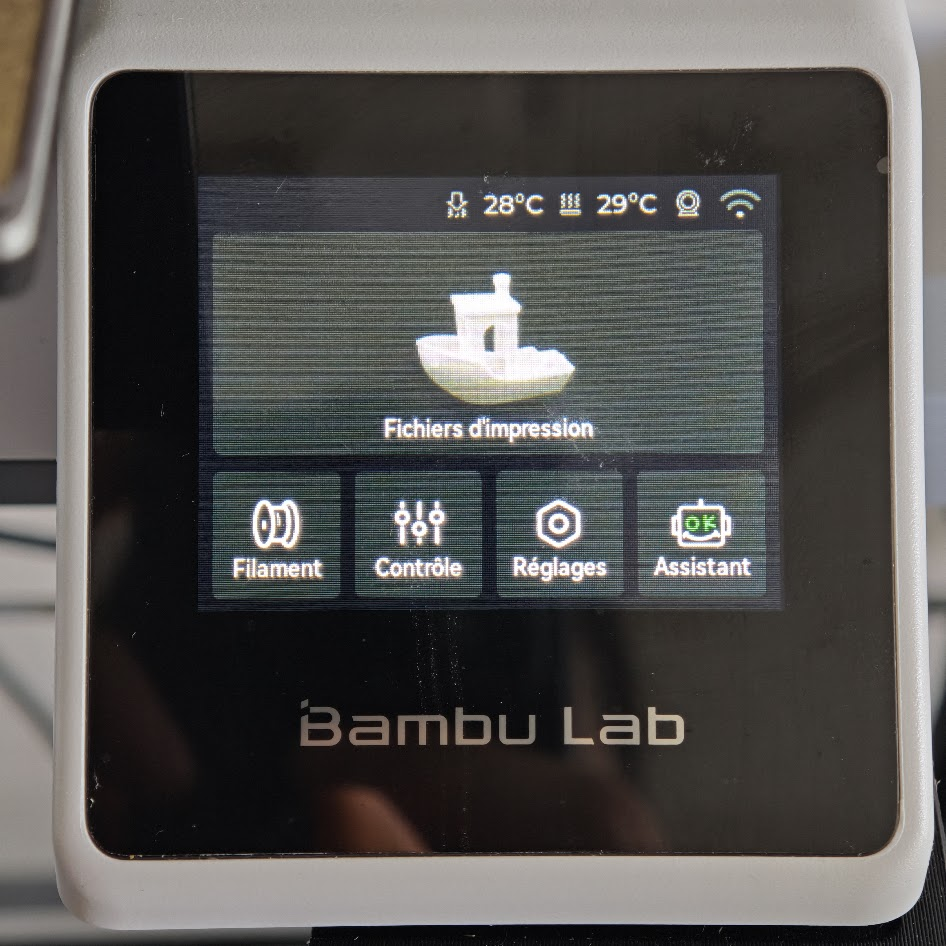 28°C 29°C
Fichiers d'impression
Filament Contrôle Réglages OK Assistant
Bambu Lab